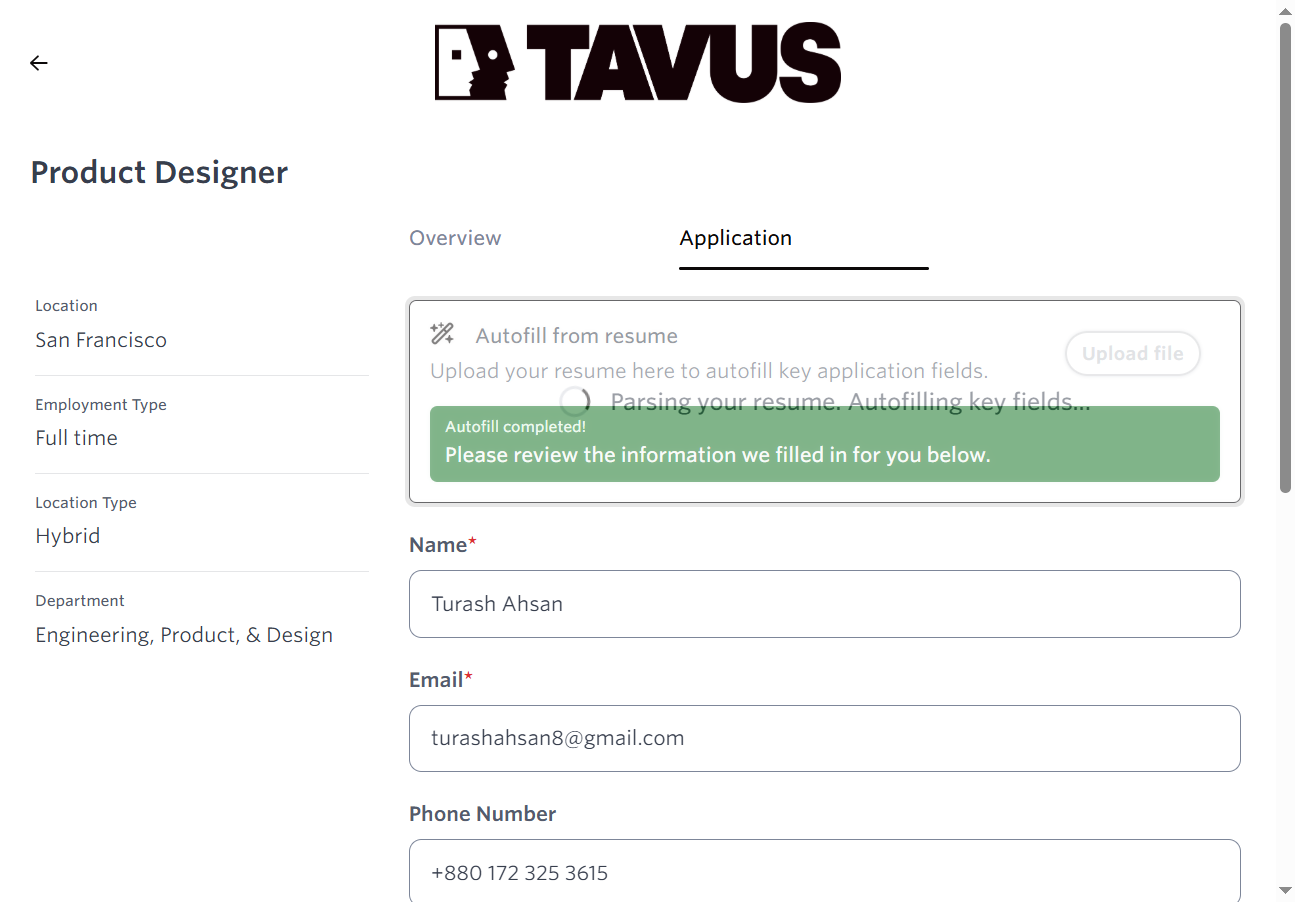 TAVUS
Product Designer
Overview
Application
Location
San Francisco
Employment Type
Full time
Location Type
Hybrid
Department
Engineering, Product, & Design
Autofill from resume
Upload your resume here to autofill key application fields.
Upload file
Parsing your resume. Autofilling key fields...
Autofill completed!
Please review the information we filled in for you below.
Name*
Turash Ahsan
Email*
turashahsan8@gmail.com
Phone Number
+880 172 325 3615